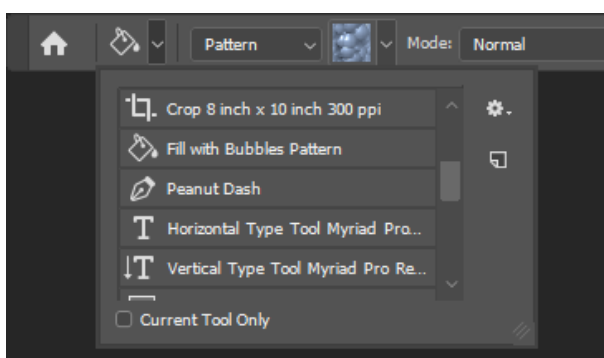 Pattern Mode: Normal
Crop 8 inch x 10 inch 300 ppi
Fill with Bubbles Pattern
Peanut Dash
Horizontal Type Tool Myriad Pro...
Vertical Type Tool Myriad Pro Re...
Current Tool Only